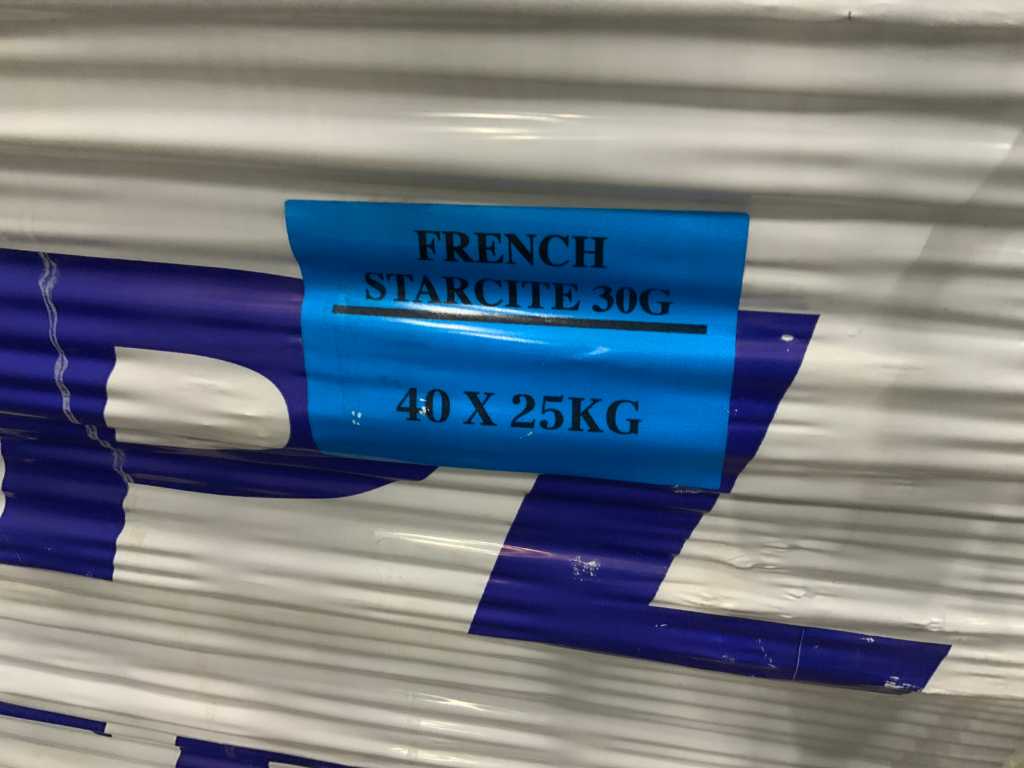 FRENCH
STARCITE 30G
40 X 25KG